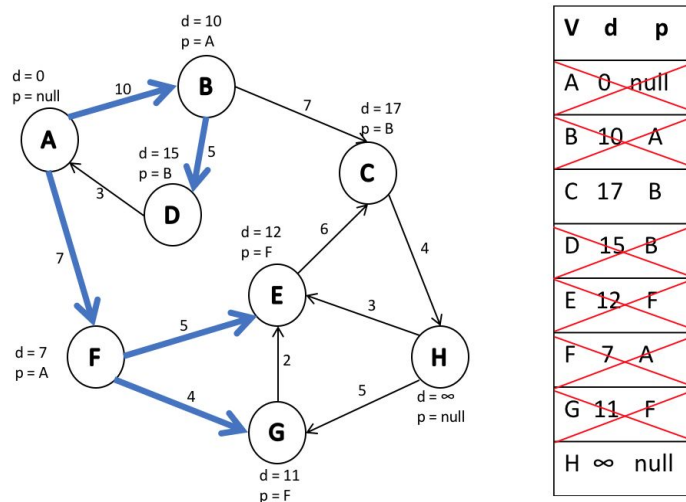 d = 10
p = A
B
d = 0
p = null
10
A
7
d = 17
p = B
C
5
d = 15
p = B
D
3
d = 12
p = F
6
4
E
7
3
5
F
d = 7
p = A
H
d = ∞
p = null
2
4
5
G
d = 11
p = F
V d p
A 0 null
B 10 A
C 17 B
D 15 B
E 12 F
F 7 A
G 11 F
H ∞ null